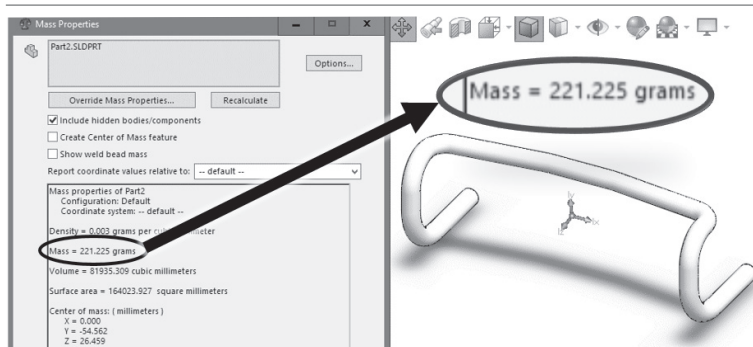 Mass Properties
Part2.SLDPRT
Options...
Override Mass Properties...
Recalculate
Include hidden bodies/components
Create Center of Mass feature
Show weld bead mass
Report coordinate values relative to: -- default --
Mass properties of Part2
Configuration: Default
Coordinate system: -- default --
Density = 0.003 grams per
Mass = 221.225 grams
Volume = 81935.309 cubic millimeters
Surface area = 164023.927 square millimeters
Center of mass: ( millimeters )
X = 0.000
Y = -54.562
Z = 26.459
Mass = 221.225 grams